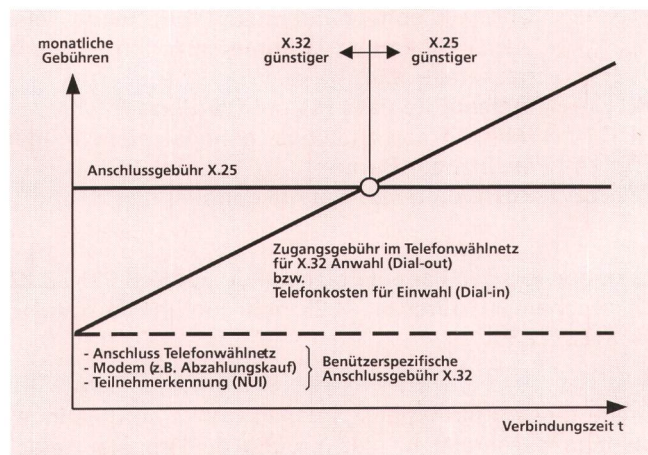 monatliche
Gebühren
X.32
günstiger
X.25
günstiger
Anschlussgebühr X.25
Zugangsgebühr im Telefonwählnetz
für X.32 Anwahl (Dial-out)
bzw.
Telefonkosten für Einwahl (Dial-in)
- Anschluss Telefonwählnetz
- Modem (z.B. Abzahlungskauf)
- Teilnehmerkennung (NUI)
Benützerspezifische
Anschlussgebühr X.32
Verbindungszeit t